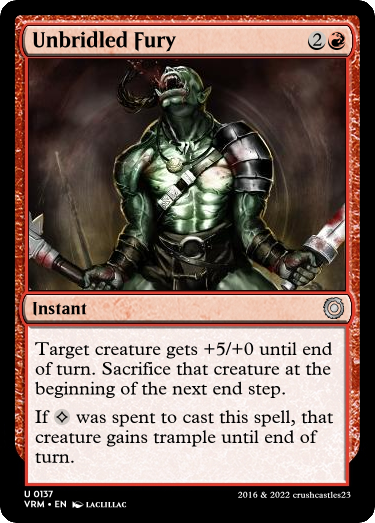 Unbridled Fury 2
Instant
Target creature gets +5/+0 until end
of turn. Sacrifice that creature at the
beginning of the next end step.
If was spent to cast this spell, that
creature gains trample until end of
turn.
U 0137
VRM • EN LACLILLAC
2016 & 2022 crushcastles23